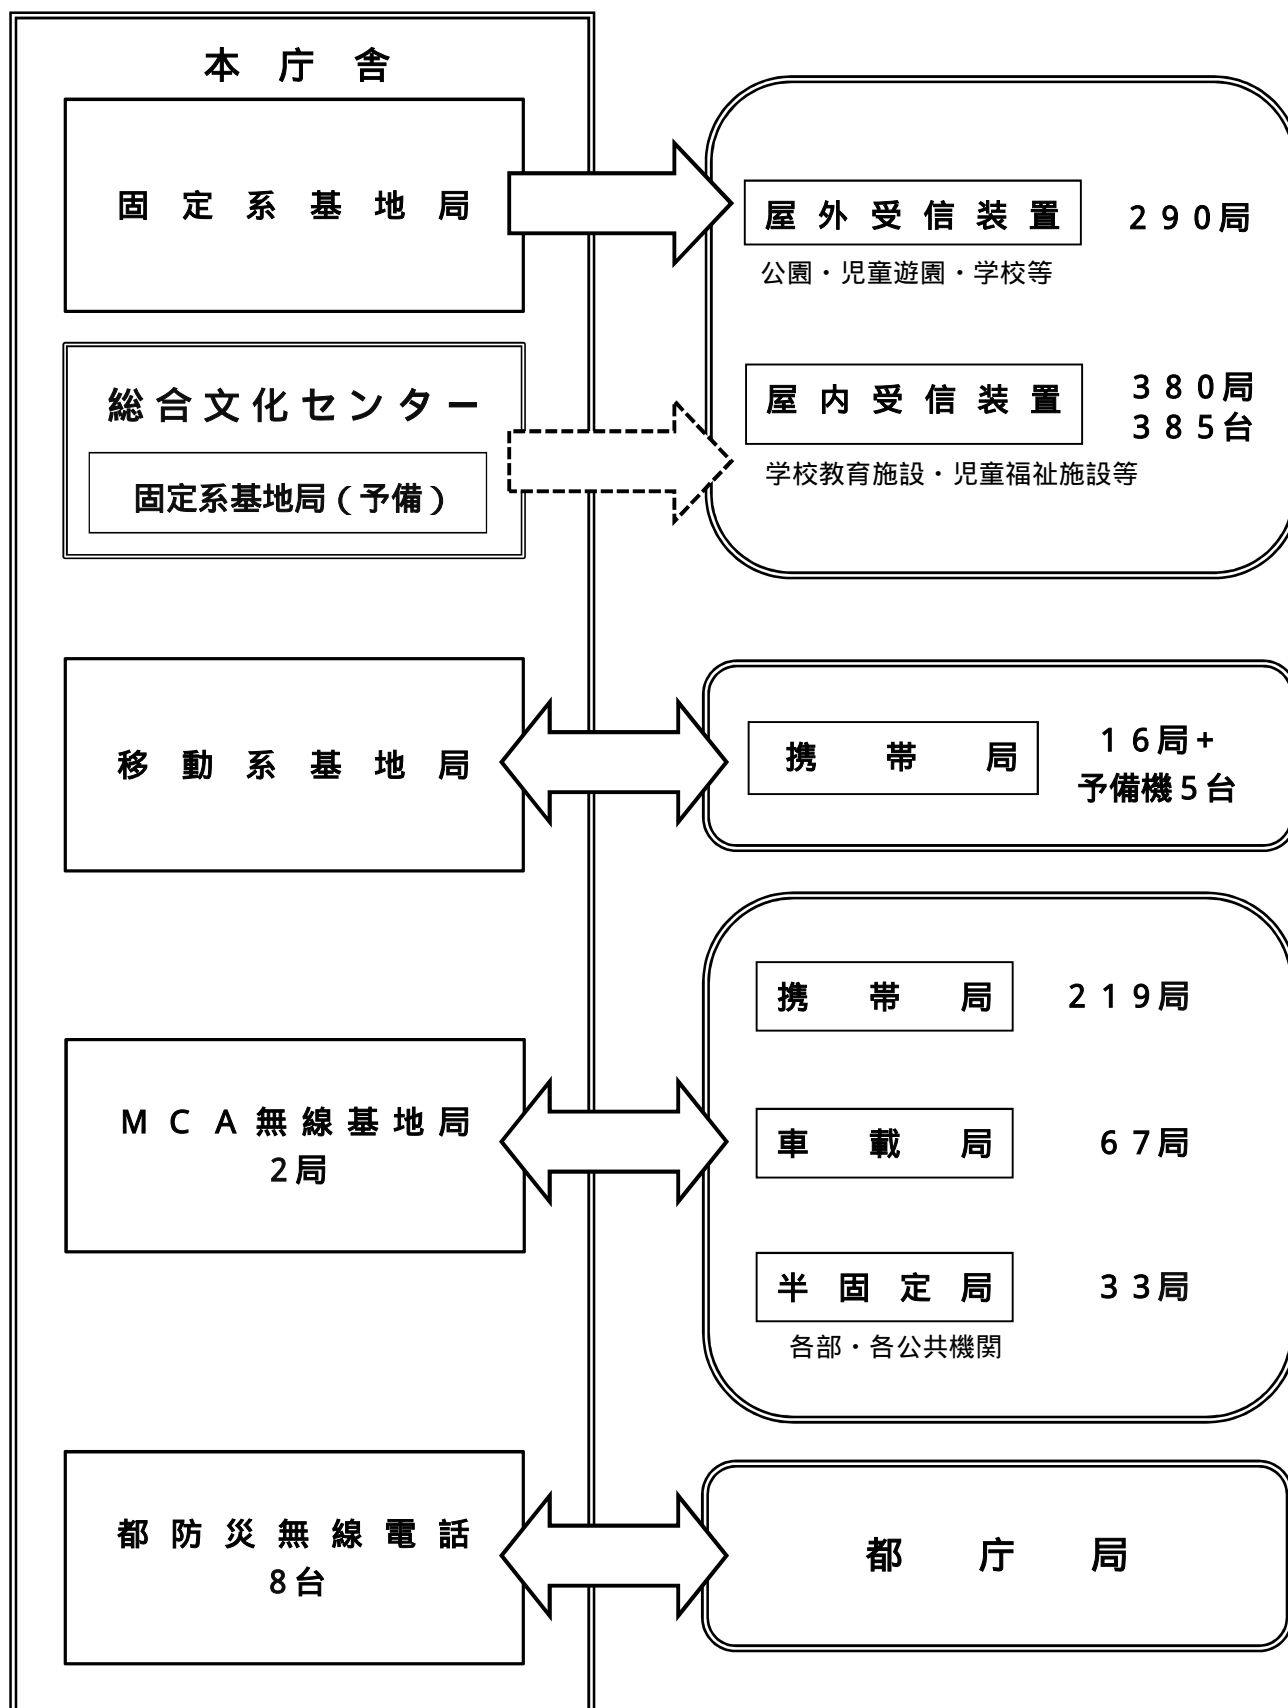 本庁舎
固定系基地局
屋外受信装置 290局
公園・児童遊園・学校等
総合文化センター
固定系基地局（予備）
屋内受信装置 380局
385台
学校教育施設・児童福祉施設等
移動系基地局
携帯局 16局+
予備機5台
MCA無線基地局
2局
携帯局 219局
車載局 67局
半固定局 33局
各部・各公共機関
都防災無線電話
8台
都庁局